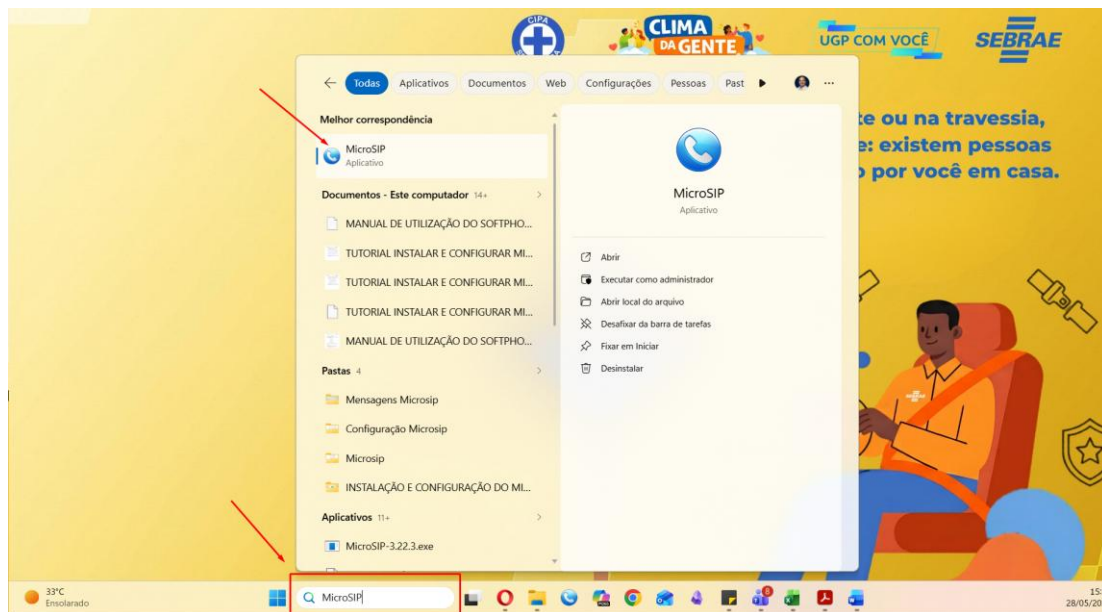 CIPA
CLIMA
DA GENTE
UGP COM VOCÊ
SEBRAE
Todas Aplicativos Documentos Web Configurações Pessoas Past
te ou na travessia,
e: existem pessoas
por você em casa.
Melhor correspondência
MicroSIP
Aplicativo
Documentos - Este computador 14+
MANUAL DE UTILIZAÇÃO DO SOFTPHO...
TUTORIAL INSTALAR E CONFIGURAR MI...
TUTORIAL INSTALAR E CONFIGURAR MI...
TUTORIAL INSTALAR E CONFIGURAR MI...
MANUAL DE UTILIZAÇÃO DO SOFTPHO...
Pastas 4
Mensagens Microsip
Configuração Microsip
Microsip
INSTALAÇÃO E CONFIGURAÇÃO DO MI...
Aplicativos 11+
MicroSIP-3.22.3.exe
MicroSIP
Aplicativo
Abrir
Executar como administrador
Abrir local do arquivo
Desafixar da barra de tarefas
Fixar em Iniciar
Desinstalar
33°C
Ensolarado
MicroSIP
8
15:
28/05/20